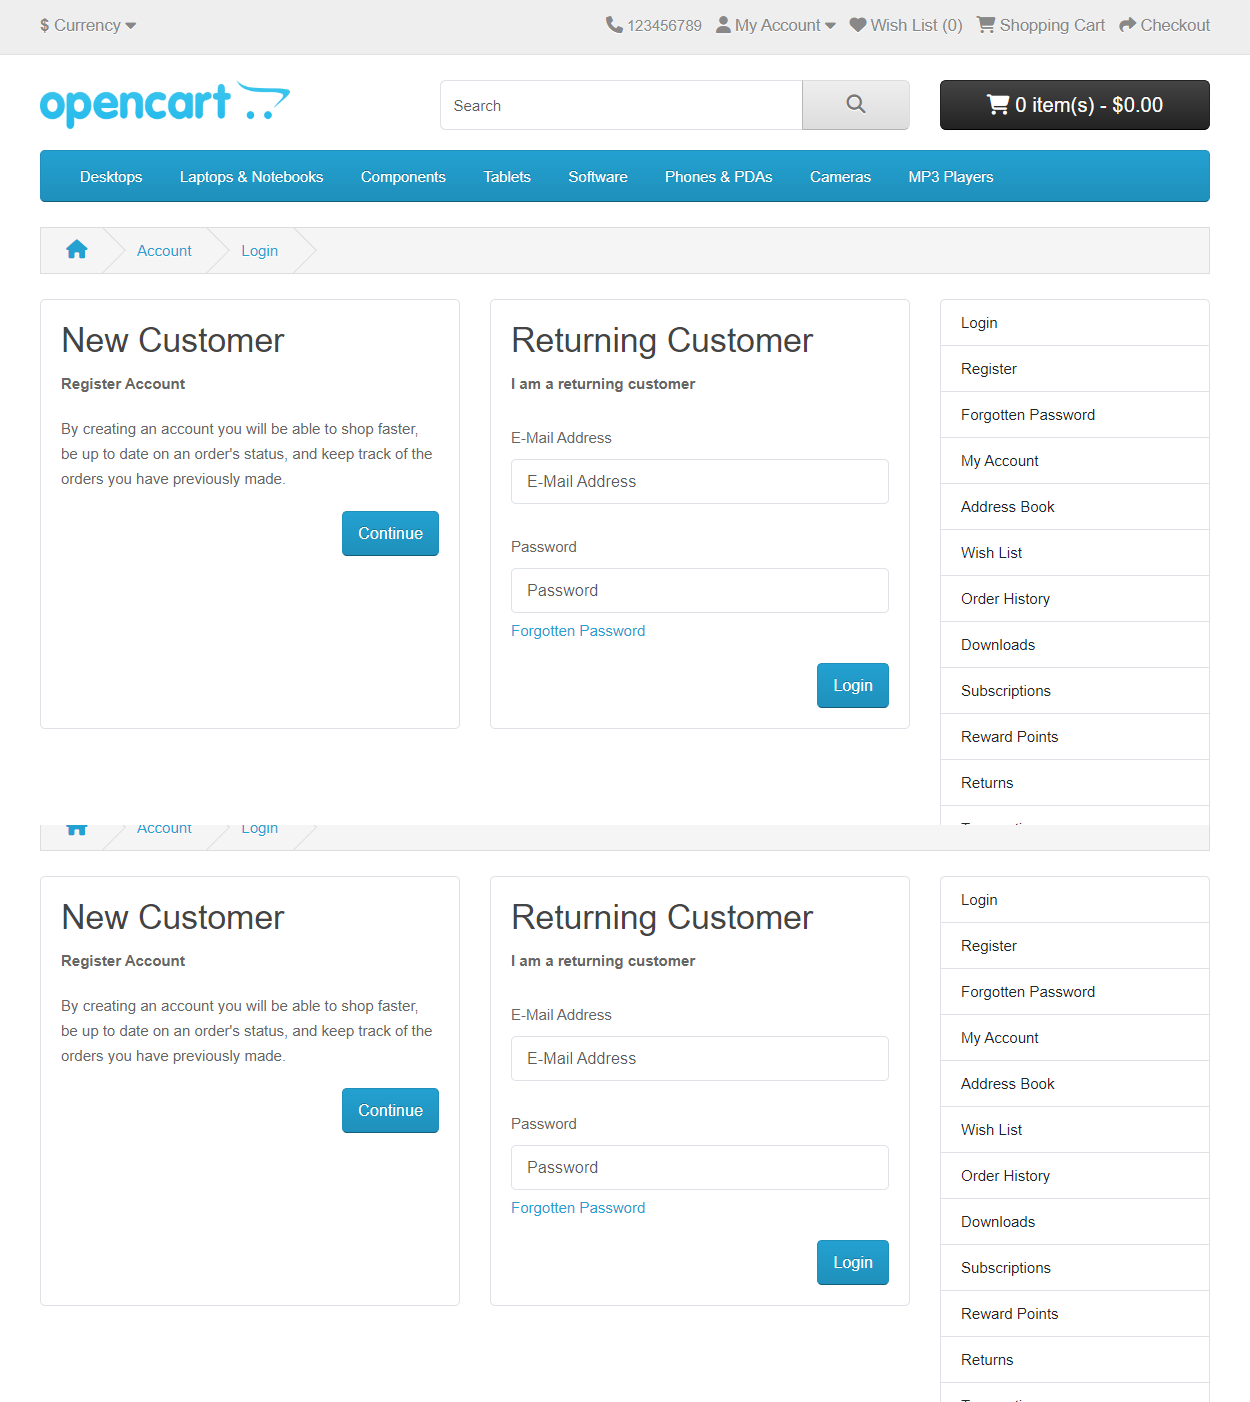 $ Currency
123456789 My Account Wish List (0) Shopping Cart Checkout
opencart
Search
0 item(s) - $0.00
Desktops Laptops & Notebooks Components Tablets Software Phones & PDAs Cameras MP3 Players
Account Login
New Customer
Register Account
By creating an account you will be able to shop faster,
be up to date on an order's status, and keep track of the
orders you have previously made.
Continue
Returning Customer
I am a returning customer
E-Mail Address
E-Mail Address
Password
Password
Forgotten Password
Login
Login
Register
Forgotten Password
My Account
Address Book
Wish List
Order History
Downloads
Subscriptions
Reward Points
Returns
Account Login
New Customer
Register Account
By creating an account you will be able to shop faster,
be up to date on an order's status, and keep track of the
orders you have previously made.
Continue
Returning Customer
I am a returning customer
E-Mail Address
E-Mail Address
Password
Password
Forgotten Password
Login
Login
Register
Forgotten Password
My Account
Address Book
Wish List
Order History
Downloads
Subscriptions
Reward Points
Returns